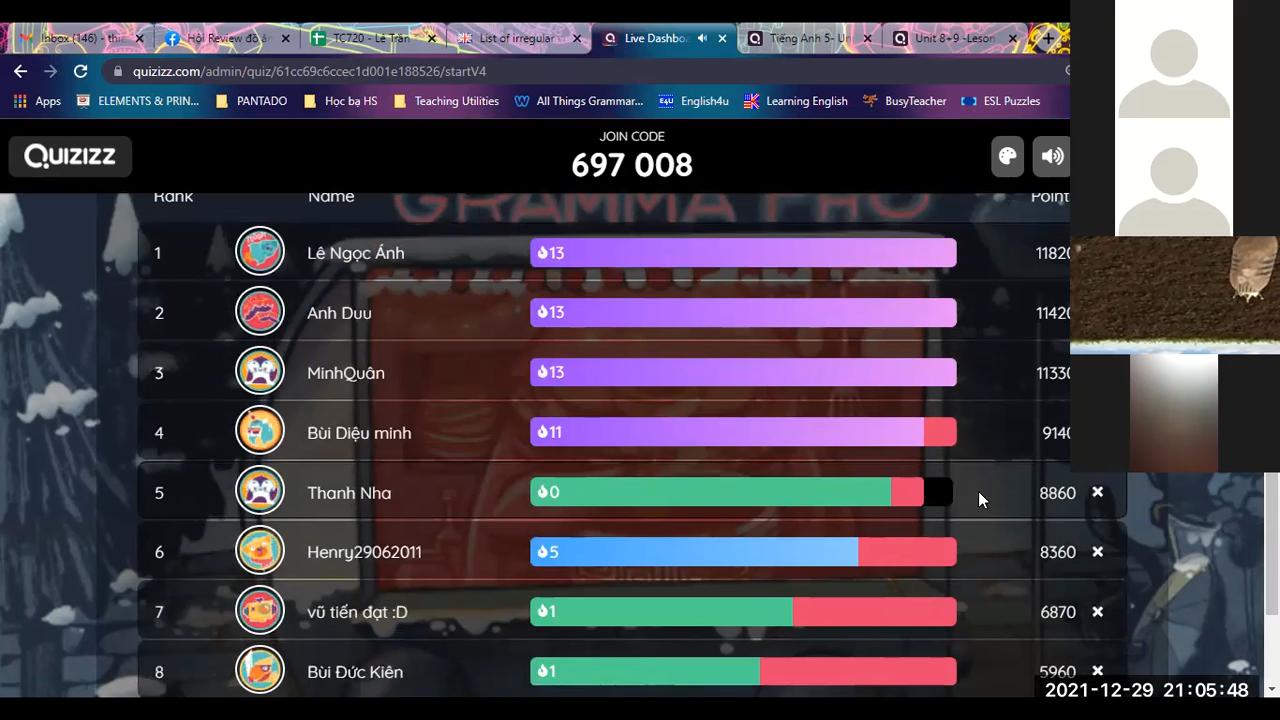 Inbox (146) - thi
Hội Review đồ ăn
TC720 - Lê Trần
List of irregular
Live Dashbo
Tiếng Anh 5- Un
Unit 8+9 -Leson
quizizz.com/admin/quiz/61cc69c6ccec1d001e188526/startV4
Apps
ELEMENTS & PRIN...
PANTADO
Học bạ HS
Teaching Utilities
All Things Grammar...
English4u
Learning English
BusyTeacher
ESL Puzzles
Quizizz
JOIN CODE
697 008
GRAMMA PHO
Rank Name Point
1 Lê Ngọc Ánh 13 11820
2 Anh Duu 13 11420
3 MinhQuân 13 11330
4 Bùi Diệu minh 11 9140
5 Thanh Nha 0 8860
6 Henry29062011 5 8360
7 vũ tiến đạt :D 1 6870
8 Bùi Đức Kiên 1 5960
2021-12-29 21:05:48